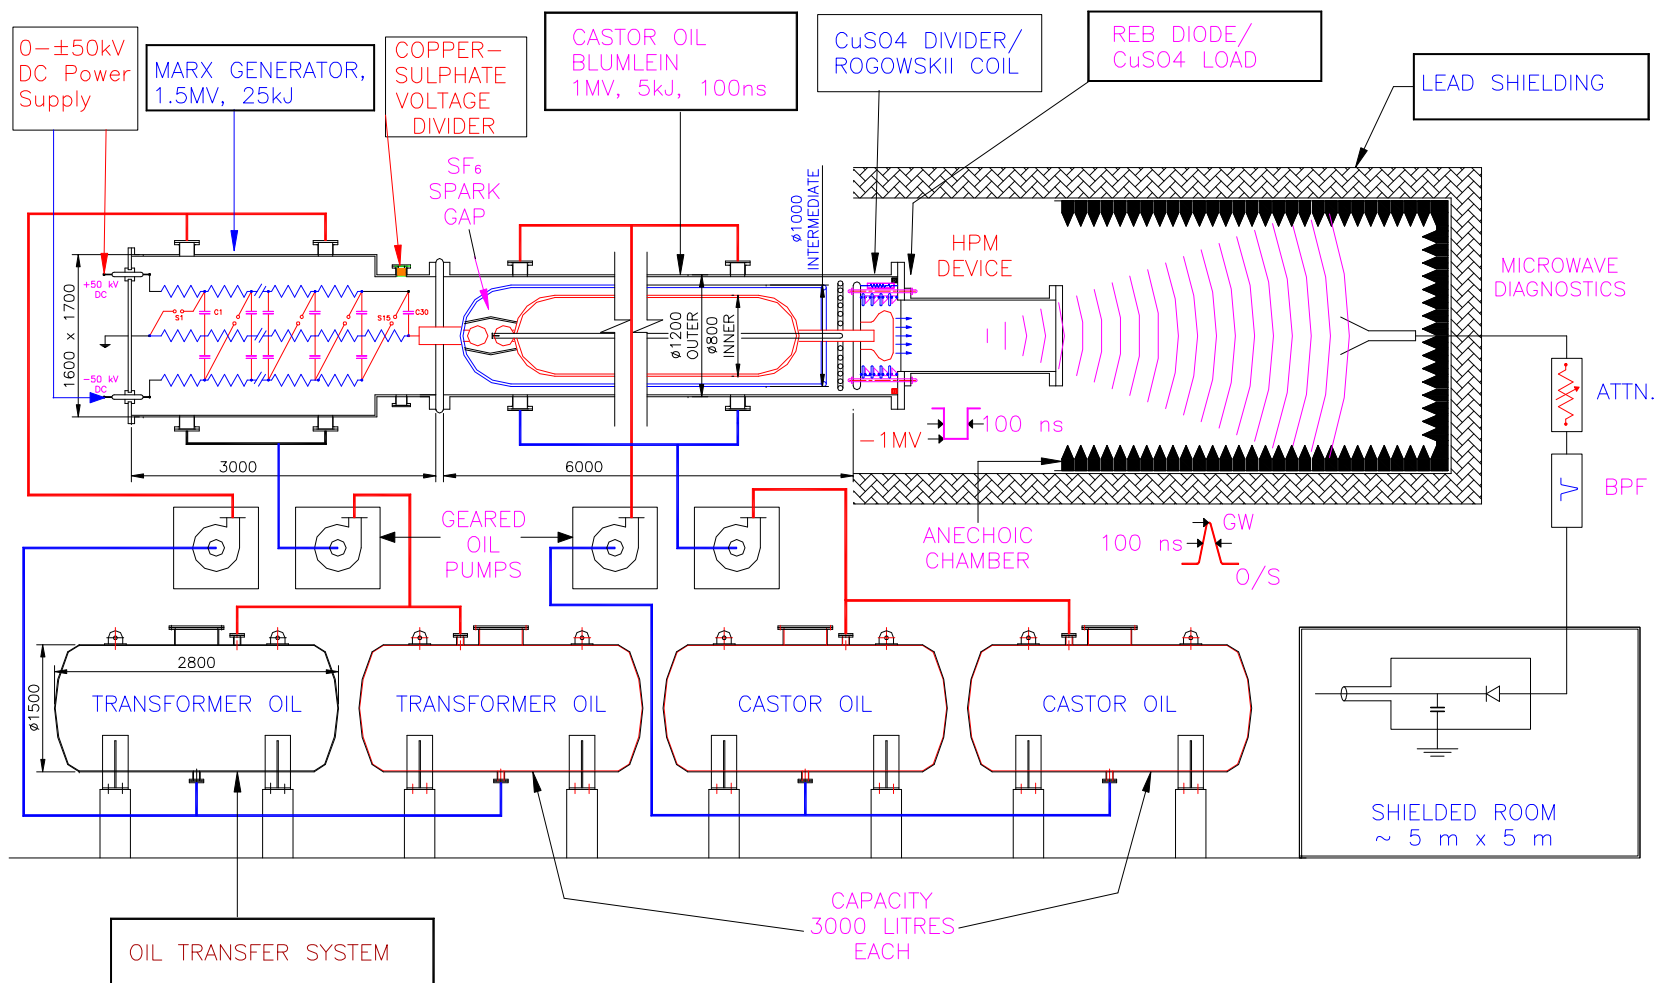 0-±50kV
DC Power
Supply
MARX GENERATOR,
1.5MV, 25kJ
COPPER-
SULPHATE
VOLTAGE
DIVIDER
CASTOR OIL
BLUMLEIN
1MV, 5kJ, 100ns
CuSO4 DIVIDER/
ROGOWSKII COIL
REB DIODE/
CuSO4 LOAD
LEAD SHIELDING
SF6
SPARK
GAP
ø1000
INTERMEDIATE
HPM
DEVICE
MICROWAVE
DIAGNOSTICS
+50 kV
DC
S1
C1
S15
C30
-50 kV
DC
1600 x 1700
ø1200
OUTER
ø800
INNER
-1MV
100 ns
3000
6000
ATTN.
BPF
GEARED
OIL
PUMPS
ANECHOIC
CHAMBER
GW
100 ns
O/S
ø1500
2800
TRANSFORMER OIL
TRANSFORMER OIL
CASTOR OIL
CASTOR OIL
SHIELDED ROOM
~ 5 m x 5 m
CAPACITY
3000 LITRES
EACH
OIL TRANSFER SYSTEM